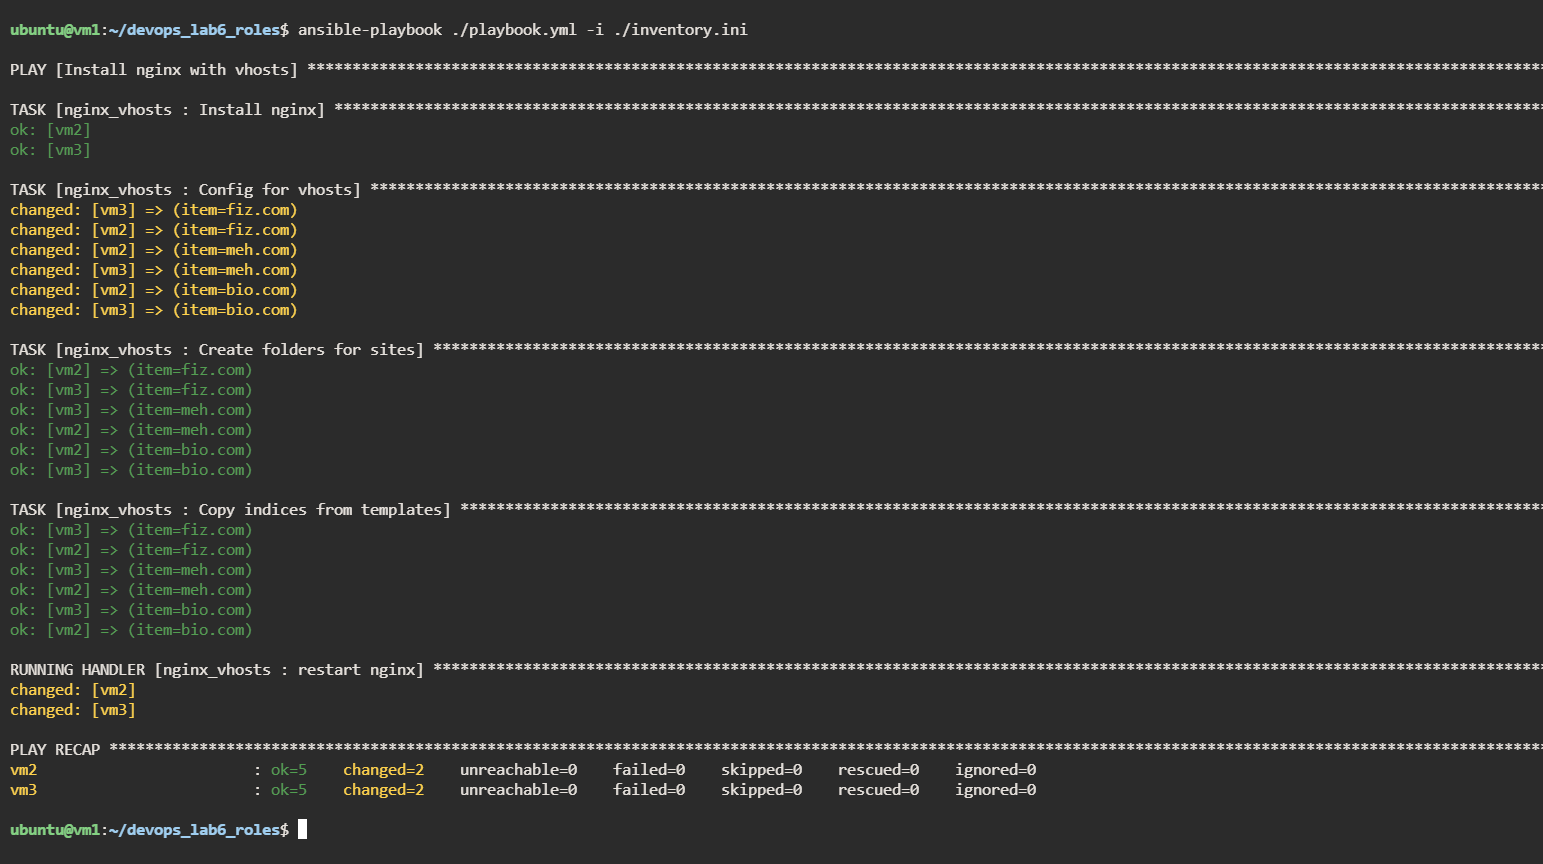 ubuntu@vm1:~/devops_lab6_roles$ ansible-playbook ./playbook.yml -i ./inventory.ini
PLAY [Install nginx with vhosts] ******************************************************************************************************************************************
TASK [nginx_vhosts : Install nginx] ***************************************************************************************************************************************
ok: [vm2]
ok: [vm3]
TASK [nginx_vhosts : Config for vhosts] ***********************************************************************************************************************************
changed: [vm3] => (item=fiz.com)
changed: [vm2] => (item=fiz.com)
changed: [vm2] => (item=meh.com)
changed: [vm3] => (item=meh.com)
changed: [vm2] => (item=bio.com)
changed: [vm3] => (item=bio.com)
TASK [nginx_vhosts : Create folders for sites] ****************************************************************************************************************************
ok: [vm2] => (item=fiz.com)
ok: [vm3] => (item=fiz.com)
ok: [vm3] => (item=meh.com)
ok: [vm2] => (item=meh.com)
ok: [vm2] => (item=bio.com)
ok: [vm3] => (item=bio.com)
TASK [nginx_vhosts : Copy indices from templates] *************************************************************************************************************************
ok: [vm3] => (item=fiz.com)
ok: [vm2] => (item=fiz.com)
ok: [vm3] => (item=meh.com)
ok: [vm2] => (item=meh.com)
ok: [vm3] => (item=bio.com)
ok: [vm2] => (item=bio.com)
RUNNING HANDLER [nginx_vhosts : restart nginx] ****************************************************************************************************************************
changed: [vm2]
changed: [vm3]
PLAY RECAP ****************************************************************************************************************************************************************
vm2                        : ok=5    changed=2    unreachable=0    failed=0    skipped=0    rescued=0    ignored=0
vm3                        : ok=5    changed=2    unreachable=0    failed=0    skipped=0    rescued=0    ignored=0
ubuntu@vm1:~/devops_lab6_roles$